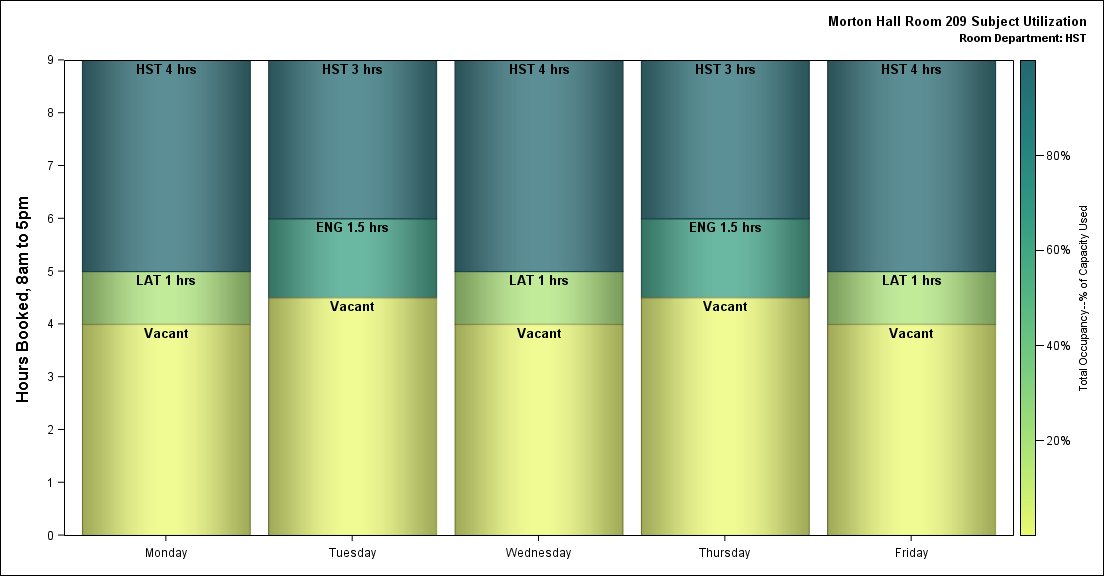 Morton Hall Room 209 Subject Utilization
Room Department: HST
Hours Booked, 8am to 5pm
9
8
7
6
5
4
3
2
1
0
HST 4 hrs
LAT 1 hrs
Vacant
Monday
HST 3 hrs
ENG 1.5 hrs
Vacant
Tuesday
HST 4 hrs
LAT 1 hrs
Vacant
Wednesday
HST 3 hrs
ENG 1.5 hrs
Vacant
Thursday
HST 4 hrs
LAT 1 hrs
Vacant
Friday
80%
60%
40%
20%
Total Occupancy--% of Capacity Used